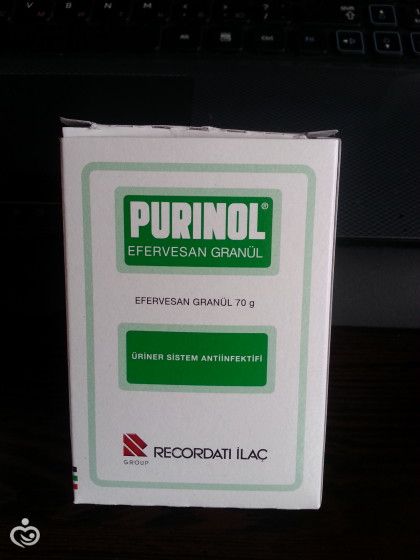 PURINOL®
EFERVESAN GRANÜL
EFERVESAN GRANÜL 70 g
ÜRİNER SİSTEM ANTİİNFEKTİFİ
RECORDATI İLAÇ
GROUP